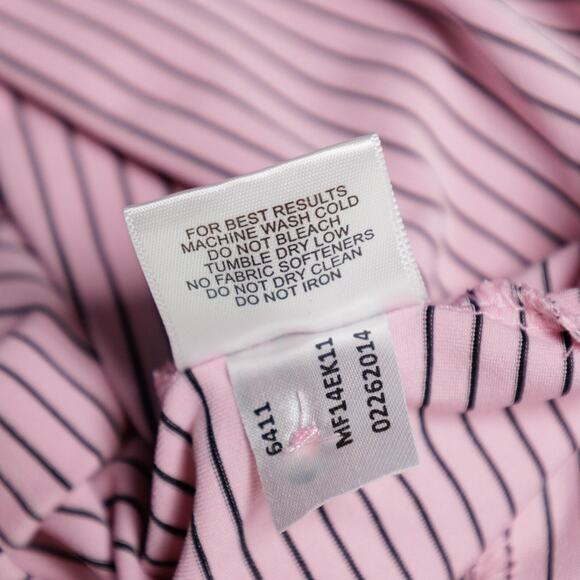 FOR BEST RESULTS
MACHINE WASH COLD
DO NOT BLEACH
TUMBLE DRY LOW
NO FABRIC SOFTENERS
DO NOT DRY CLEAN
DO NOT IRON
6411
MF14EK11
02262014